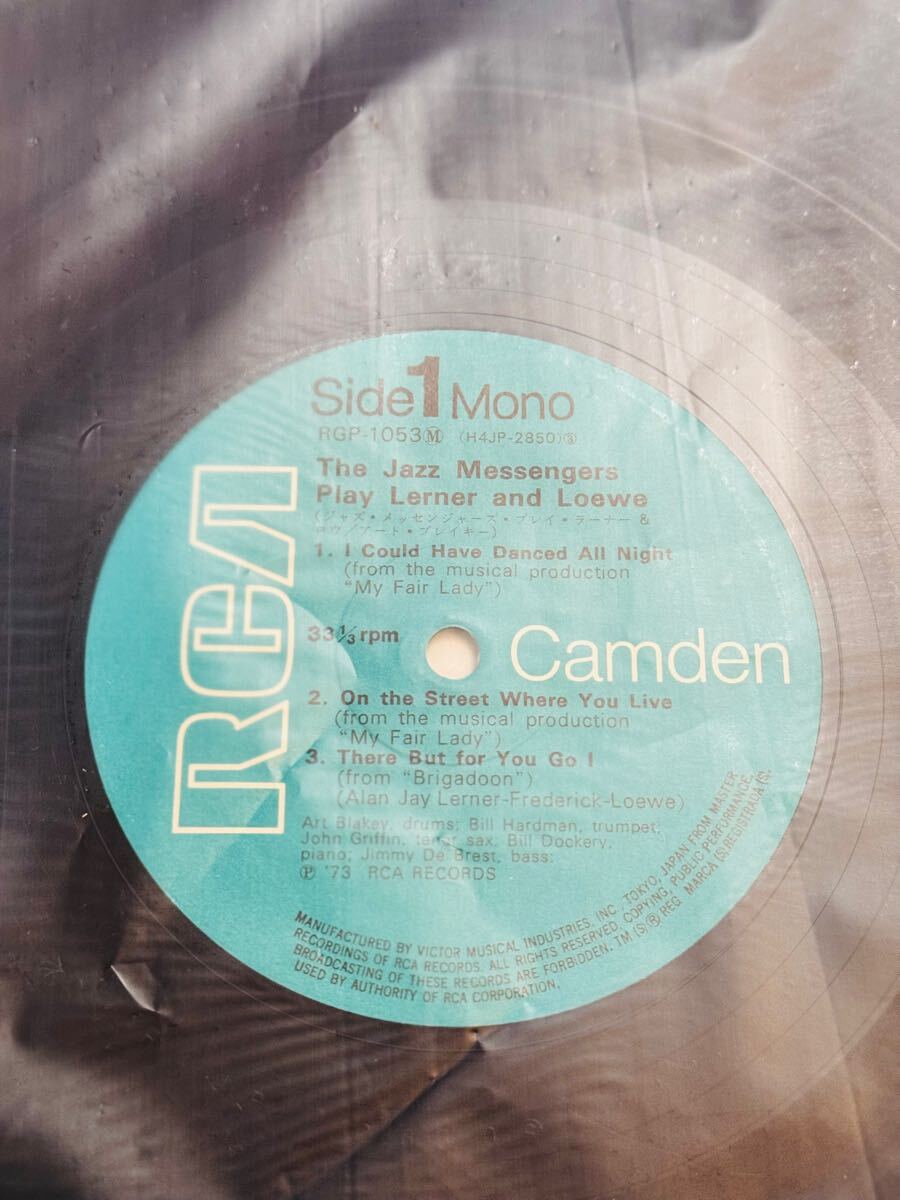 Side 1 Mono
RGP-1053Ⓜ (H4JP-2850)Ⓢ
The Jazz Messengers
Play Lerner and Loewe
(ジャズ・メッセンジャーズ・プレイ・ラーナー &
ロウ/アート・ブレイキー)
1. I Could Have Danced All Night
(from the musical production
"My Fair Lady")
33 1/3 rpm
RCA
Camden
2. On the Street Where You Live
(from the musical production
"My Fair Lady")
3. There But for You Go I
(from "Brigadoon")
(Alan Jay Lerner-Frederick-Loewe)
Art Blakey, drums; Bill Hardman, trumpet;
John Griffin, tenor sax; Bill Dockery,
piano; Jimmy De Brest, bass;
Ⓟ '73 RCA RECORDS
MANUFACTURED BY VICTOR MUSICAL INDUSTRIES, INC. TOKYO, JAPAN FROM MASTER
RECORDINGS OF RCA RECORDS. ALL RIGHTS RESERVED. COPYING, PUBLIC PERFORMANCE,
BROADCASTING OF THESE RECORDS ARE FORBIDDEN. TM(S)® REG MARCA(S) REGISTRADA(S).
USED BY AUTHORITY OF RCA CORPORATION.